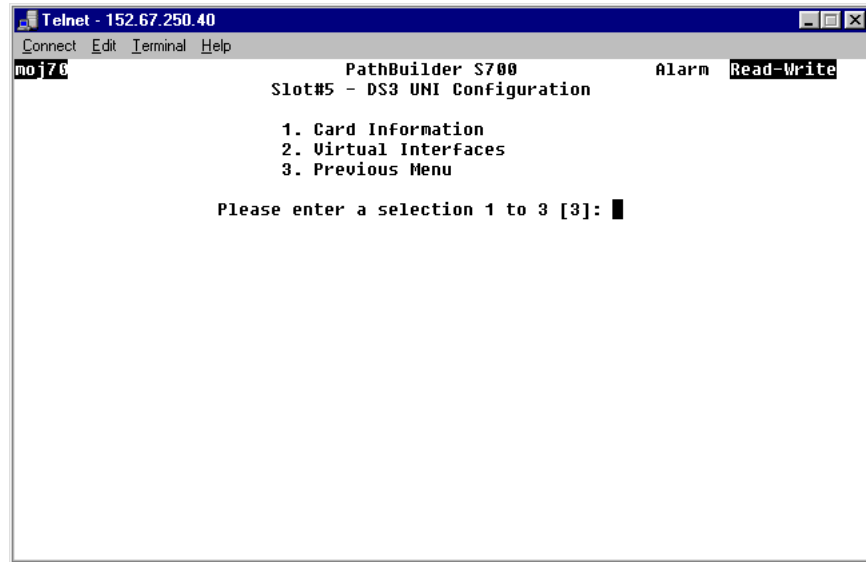 Telnet - 152.67.250.40
Connect Edit Terminal Help
moj70 PathBuilder S700 Alarm Read-Write
Slot#5 - DS3 UNI Configuration
1. Card Information
2. Virtual Interfaces
3. Previous Menu
Please enter a selection 1 to 3 [3]: